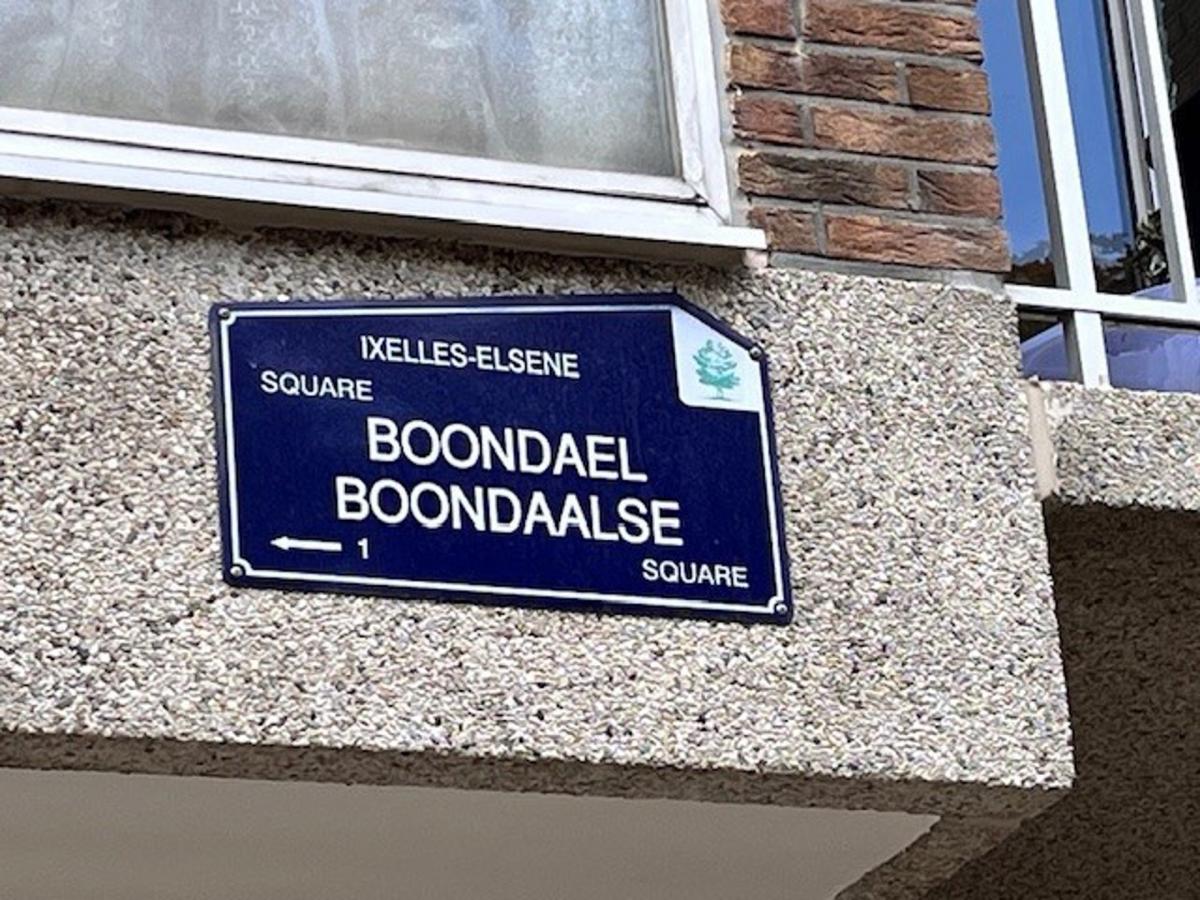 IXELLES-ELSENE
SQUARE
BOONDAEL
BOONDAALSE
← 1
SQUARE